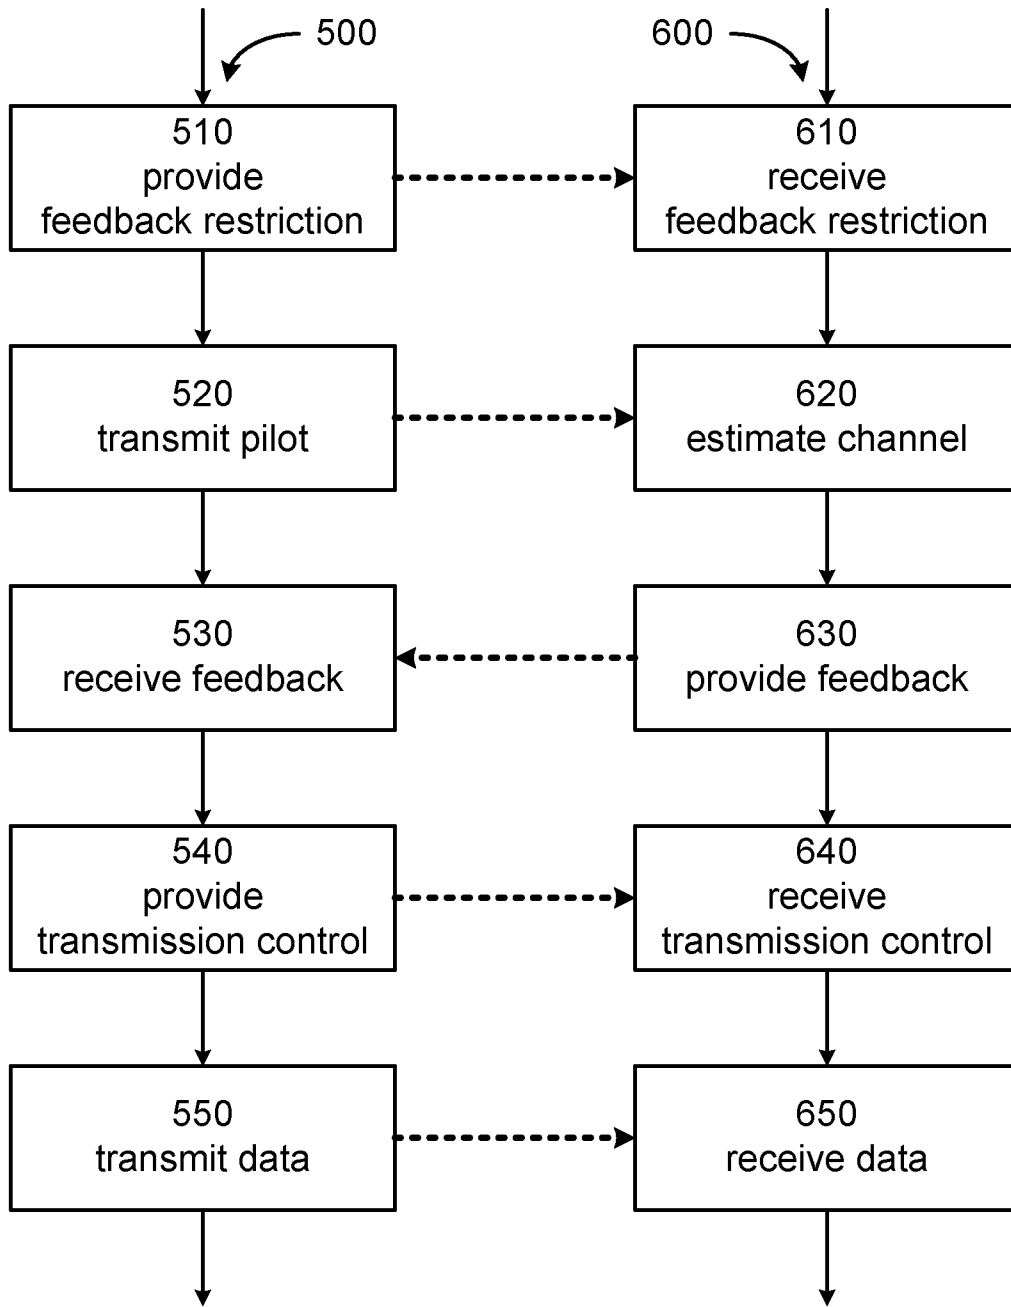 500
600
510
provide
feedback restriction
610
receive
feedback restriction
520
transmit pilot
620
estimate channel
530
receive feedback
630
provide feedback
540
provide
transmission control
640
receive
transmission control
550
transmit data
650
receive data